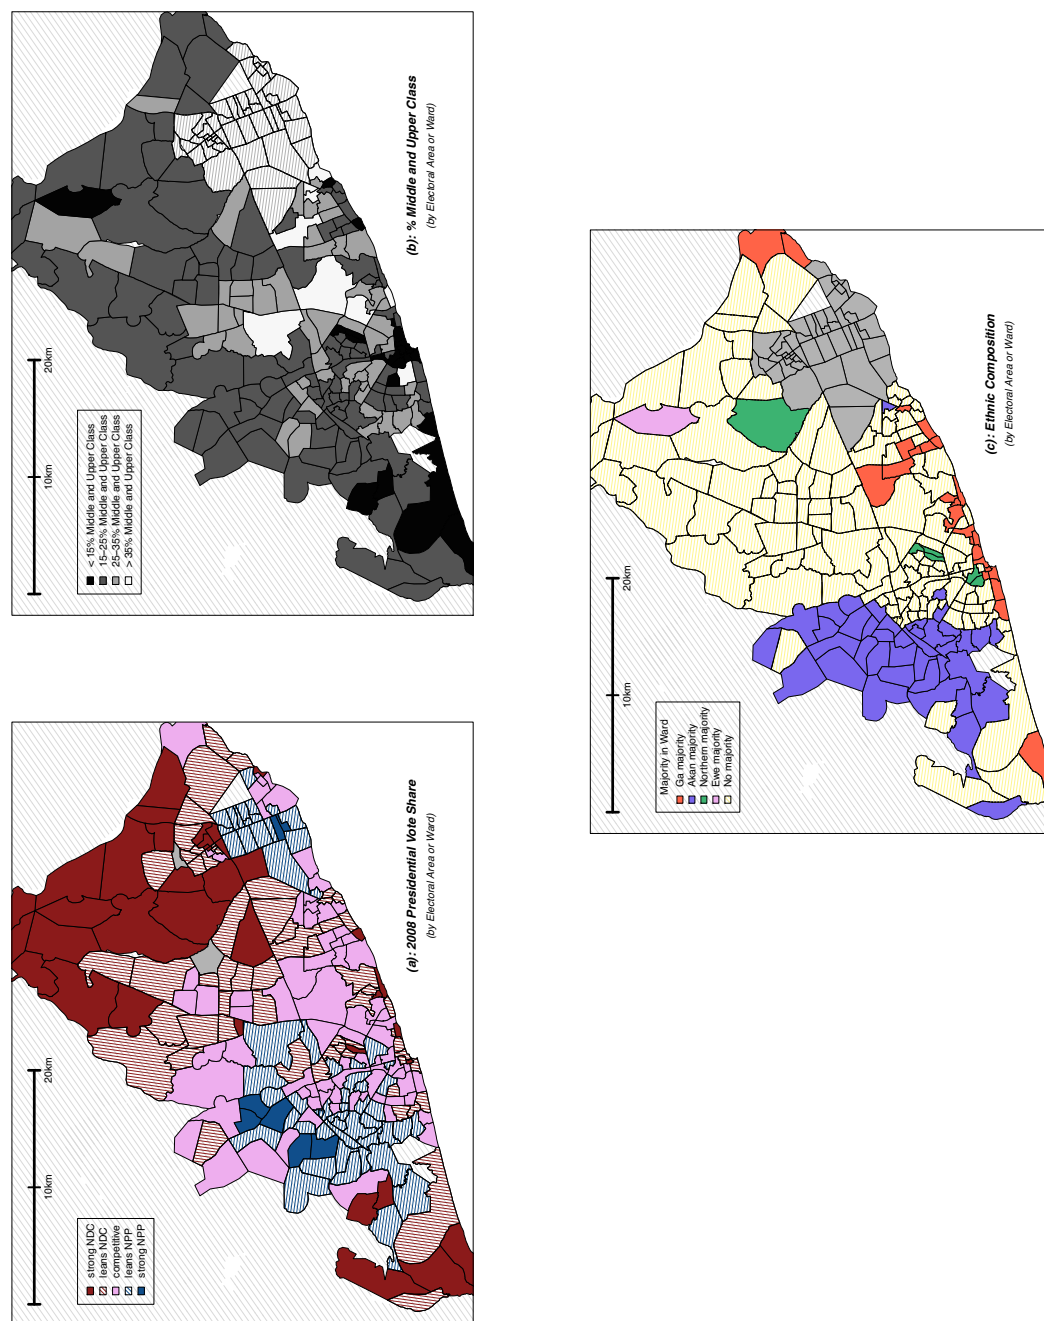 (a): 2008 Presidential Vote Share
(by Electoral Area or Ward)
strong NDC
leans NDC
competitive
leans NPP
strong NPP
10km
20km
(b): % Middle and Upper Class
(by Electoral Area or Ward)
< 15% Middle and Upper Class
15–25% Middle and Upper Class
25–35% Middle and Upper Class
> 35% Middle and Upper Class
10km
20km
(c): Ethnic Composition
(by Electoral Area or Ward)
Majority in Ward
Ga majority
Akan majority
Northern majority
Ewe majority
No majority
10km
20km